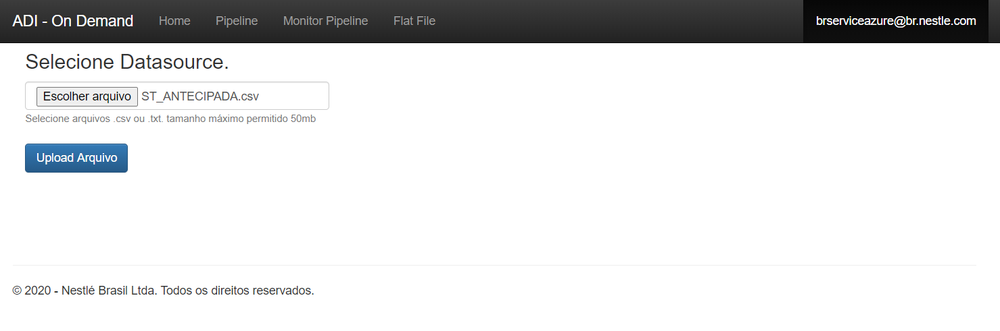 ADI - On Demand Home Pipeline Monitor Pipeline Flat File brserviceazure@br.nestle.com
Selecione Datasource.
Escolher arquivo ST_ANTECIPADA.csv
Selecione arquivos .csv ou .txt. tamanho máximo permitido 50mb
Upload Arquivo
© 2020 - Nestlé Brasil Ltda. Todos os direitos reservados.